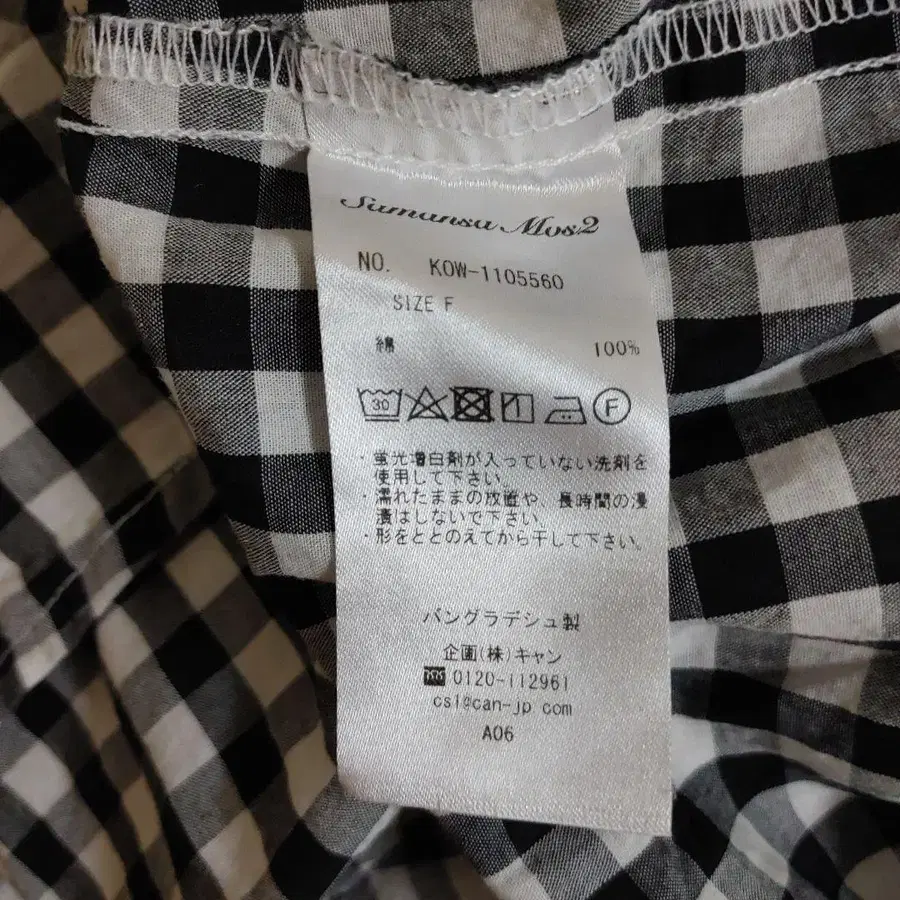 Samansa Mos2
NO. KOW-1105560
SIZE F
綿 100%
30 F
・蛍光増白剤が入っていない洗剤を
使用して下さい。
・濡れたままの放置や、長時間の浸
漬はしないで下さい。
・形をととのえてから干して下さい。
バングラデシュ製
企画(株)キャン
☎0120-112961
cs1@can-jp com
A06